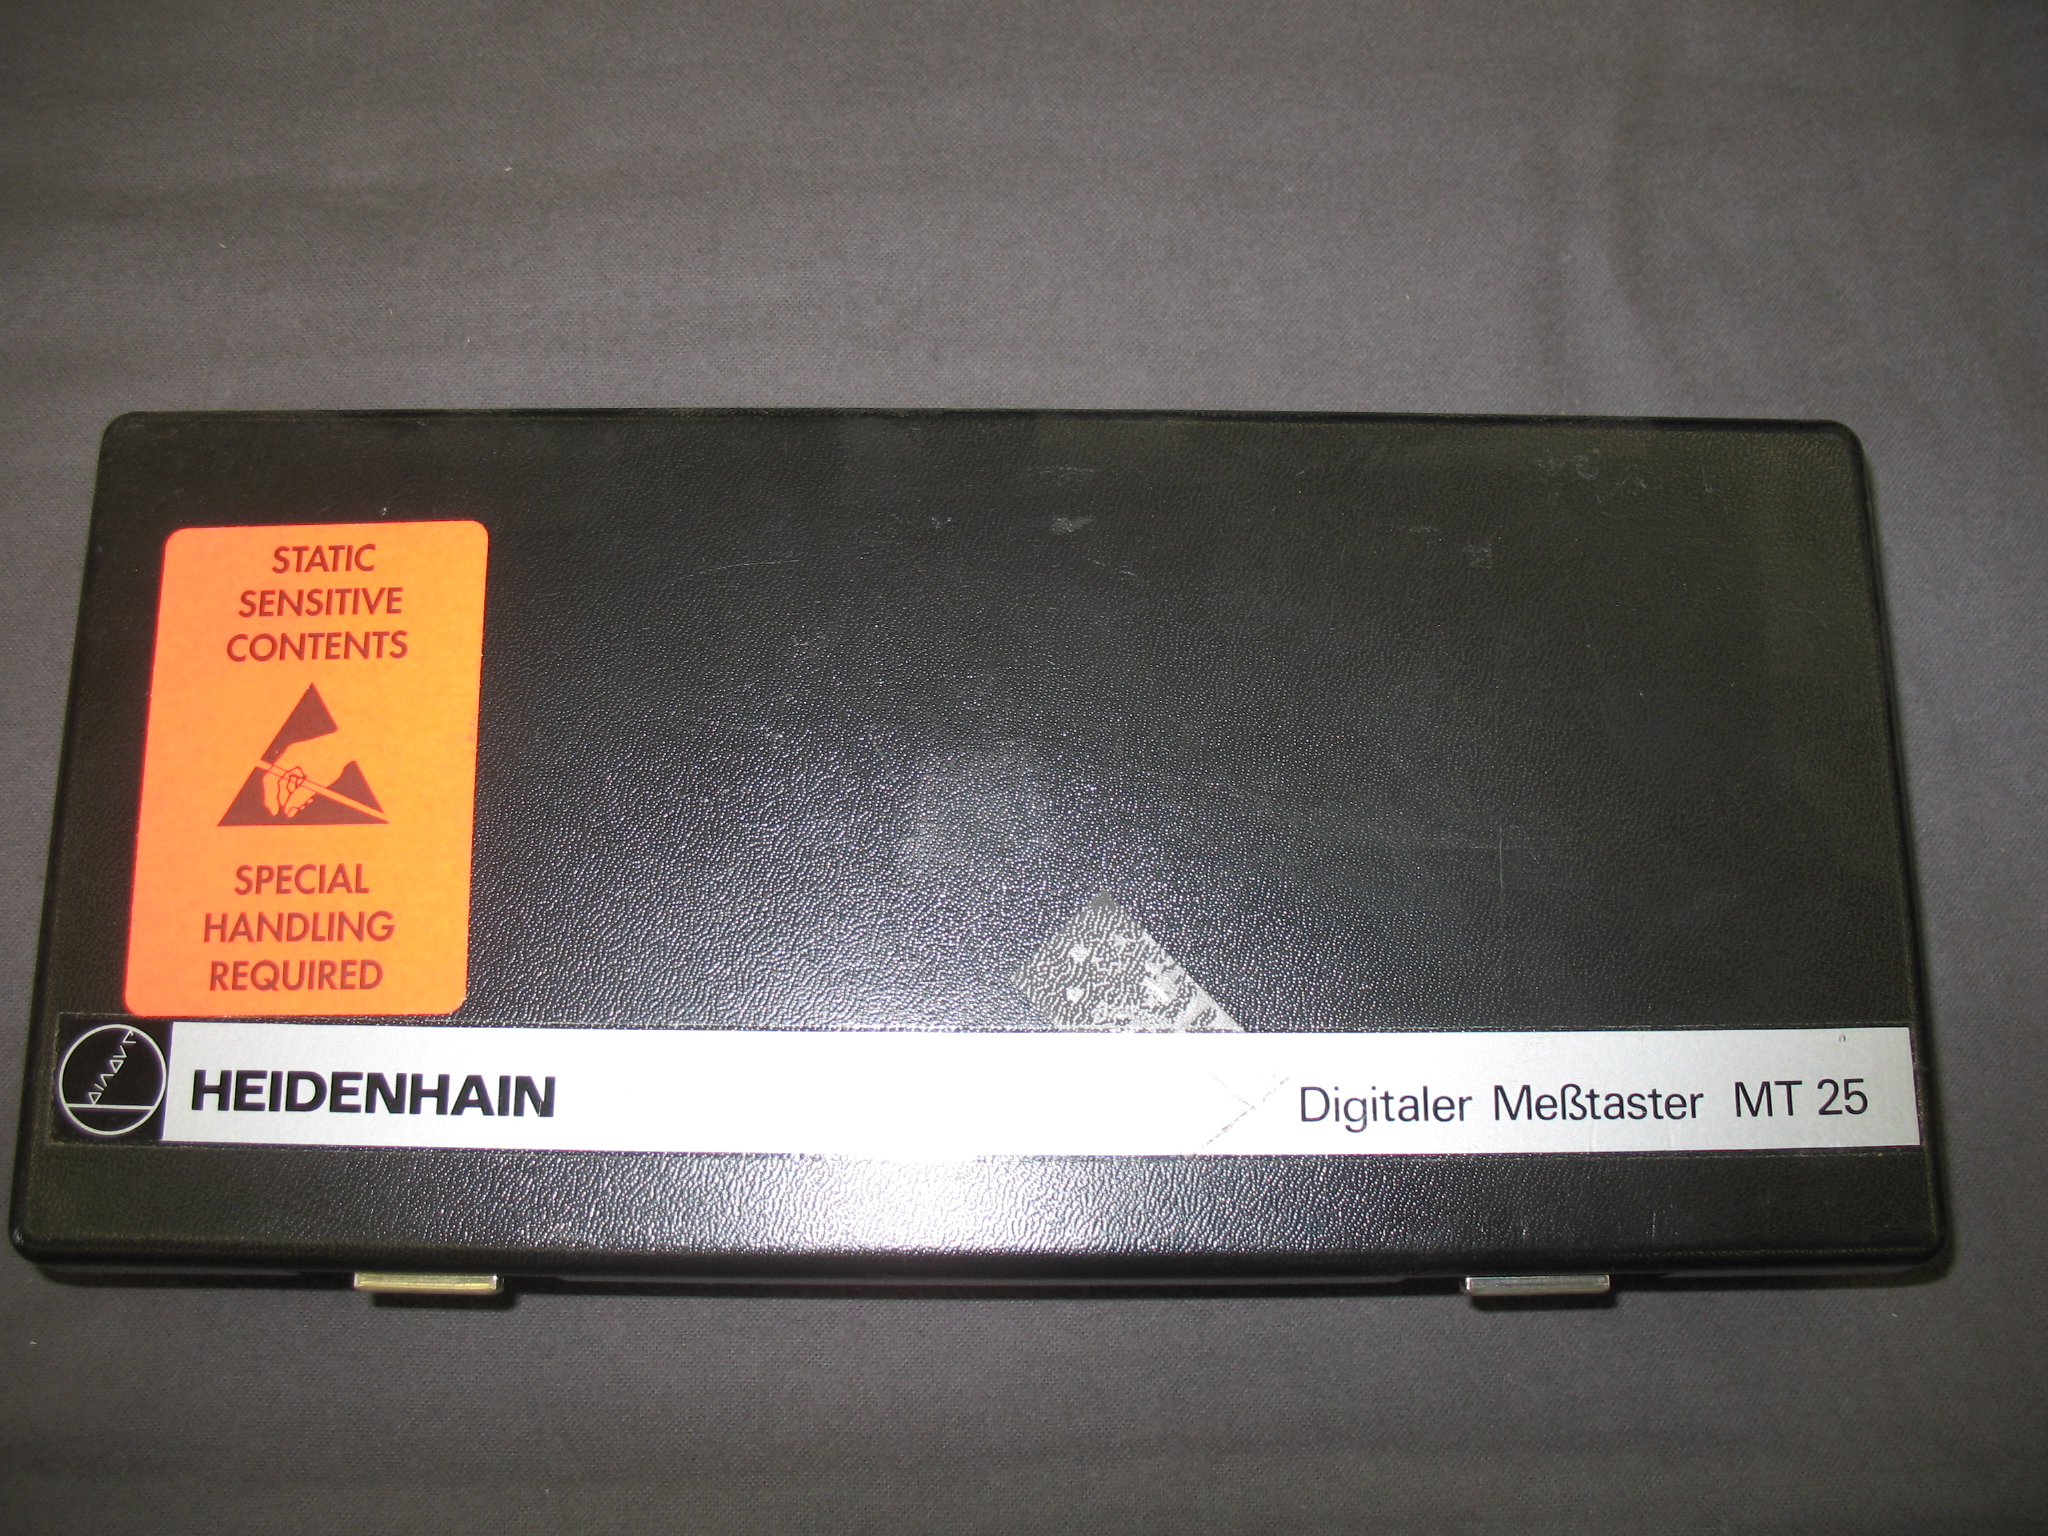 STATIC
SENSITIVE
CONTENTS
SPECIAL
HANDLING
REQUIRED
HEIDENHAIN Digitaler Meßtaster MT 25